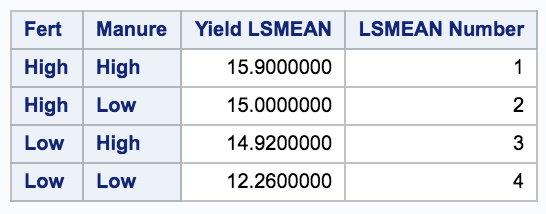 Fert Manure Yield LSMEAN LSMEAN Number
High High 15.9000000 1
High Low 15.0000000 2
Low High 14.9200000 3
Low Low 12.2600000 4